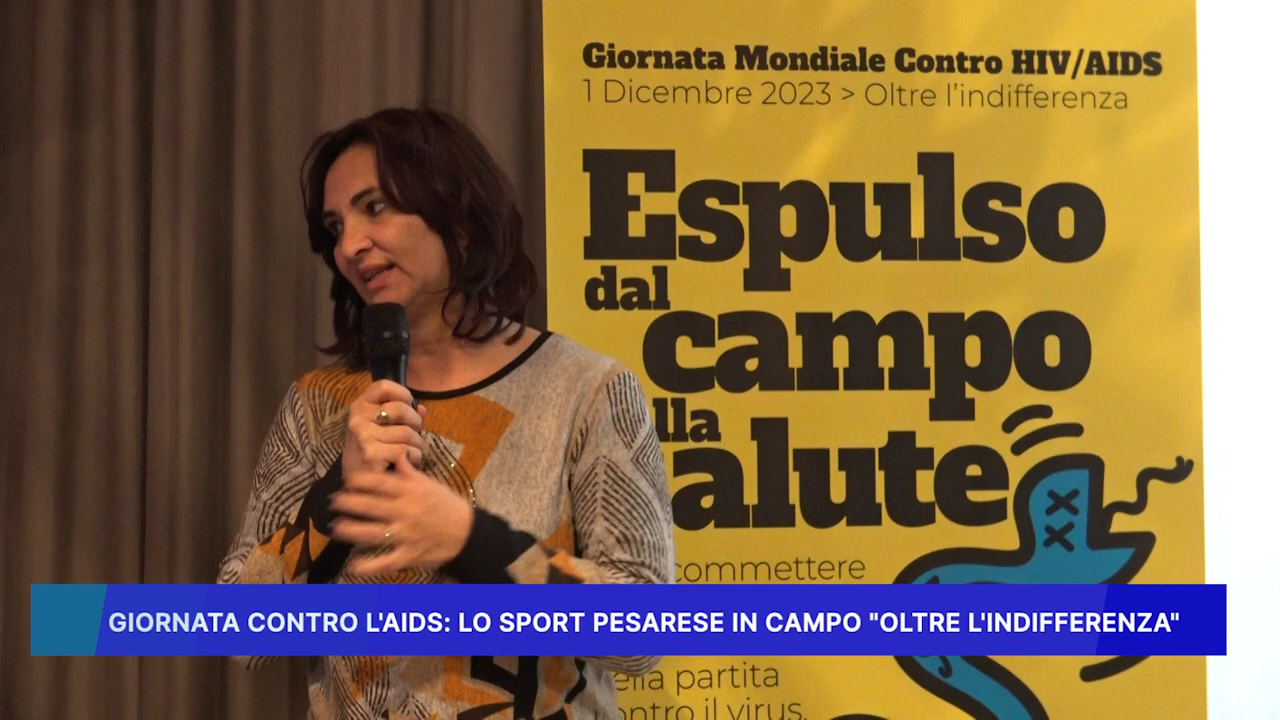 Giornata Mondiale Contro HIV/AIDS
1 Dicembre 2023 > Oltre l'indifferenza
Espulso
dal
campo
lla
alute
commettere
GIORNATA CONTRO L'AIDS: LO SPORT PESARESE IN CAMPO "OLTRE L'INDIFFERENZA"
ella partita
ontro il virus.